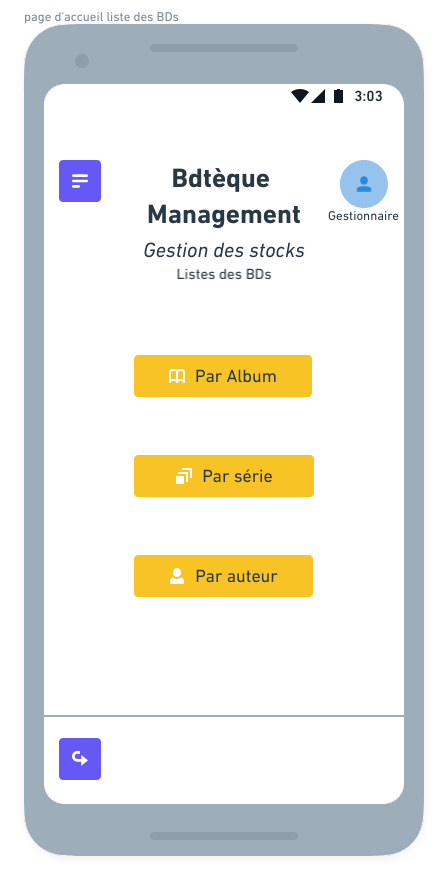 page d'accueil liste des BDs
3:03
Bdtèque
Management
Gestionnaire
Gestion des stocks
Listes des BDs
Par Album
Par série
Par auteur